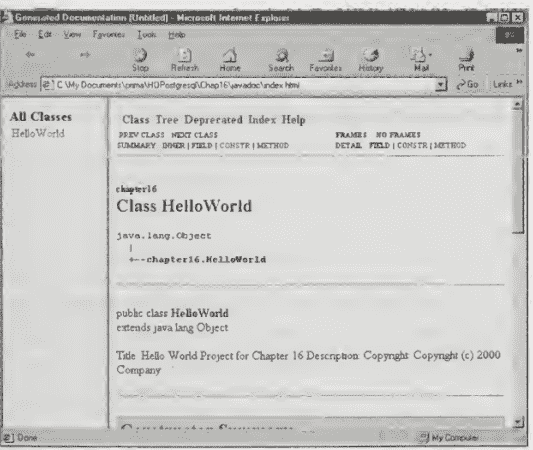 Generated Documentation [Untitled] - Microsoft Internet Explorer
File Edit View Favorites Tools Help
Stop Refresh Home Search Favorites History Mail Print
Address C:\My Documents\prima\HOPostgresql\Chap16\javadoc\index.html Go Links »
All Classes
HelloWorld
Class Tree Deprecated Index Help
PREV CLASS NEXT CLASS FRAMES NO FRAMES
SUMMARY: INNER | FIELD | CONSTR | METHOD DETAIL: FIELD | CONSTR | METHOD
chapter16
Class HelloWorld
java.lang.Object
|
+--chapter16.HelloWorld
public class HelloWorld
extends java.lang.Object
Title: Hello World Project for Chapter 16 Description: Copyright: Copyright (c) 2000
Company
Constructor Summary
Done My Computer